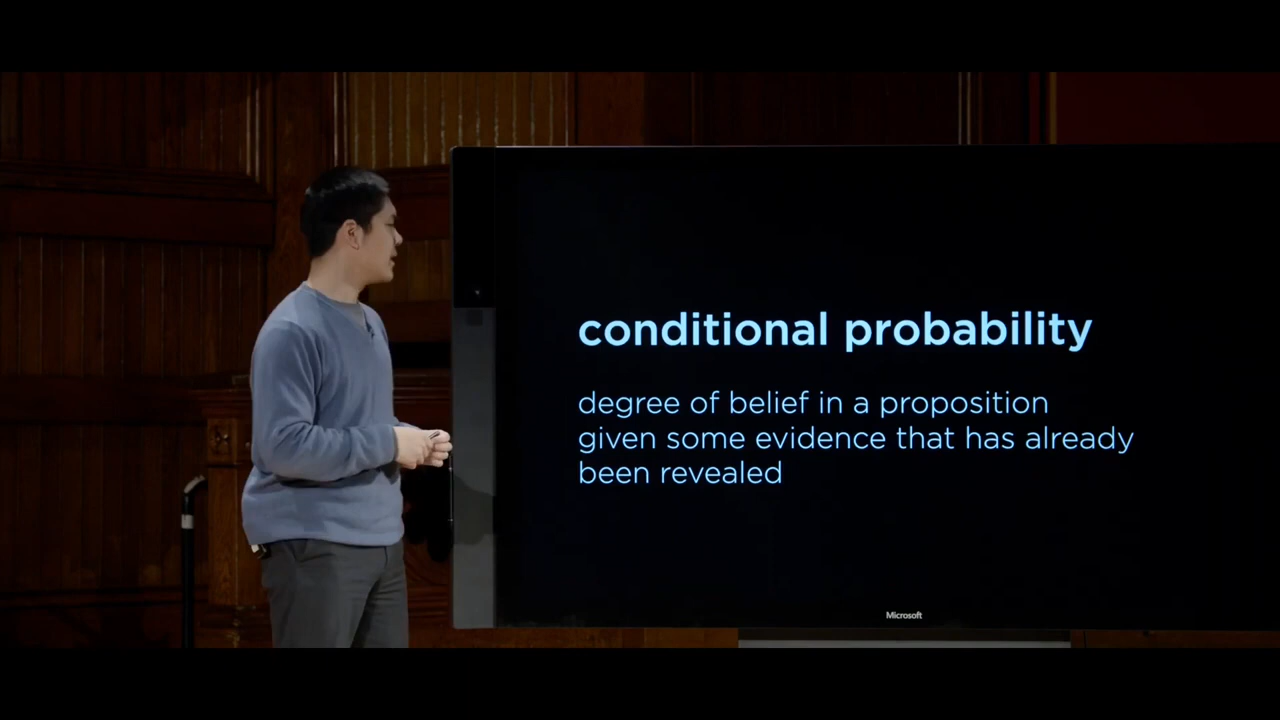 conditional probability
degree of belief in a proposition
given some evidence that has already
been revealed
Microsoft